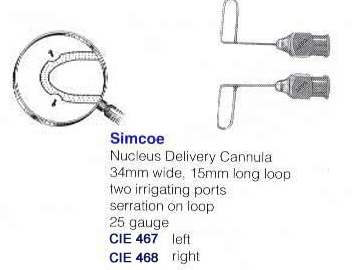 Simcoe
Nucleus Delivery Cannula
34mm wide, 15mm long loop
two irrigating ports
serration on loop
25 gauge
CIE 467 left
CIE 468 right